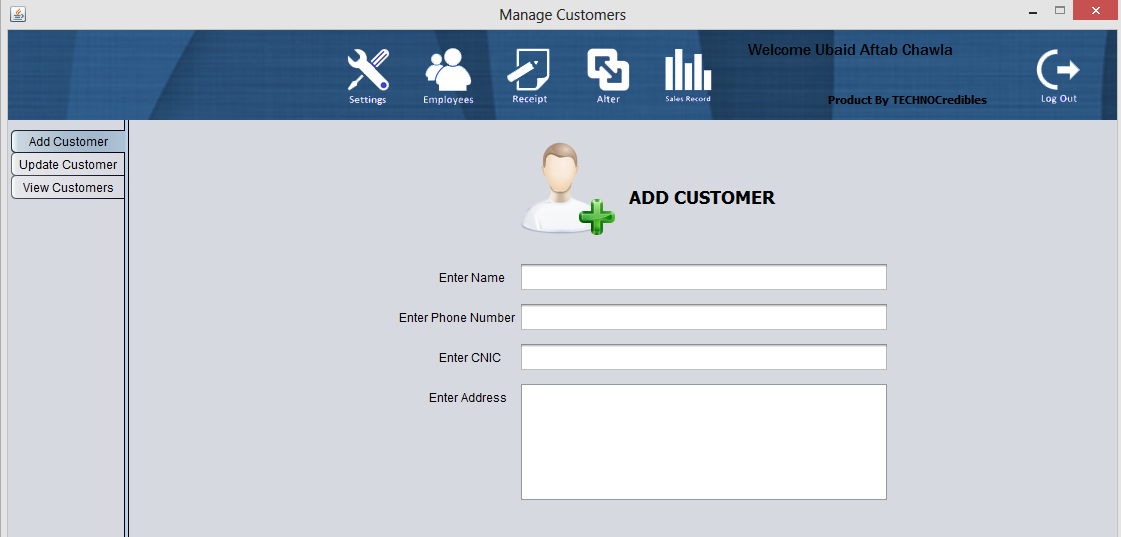 Manage Customers
Welcome Ubaid Aftab Chawla
Settings
Employees
Receipt
Alter
Sales Record
Product By TECHNOCredibles
Log Out
Add Customer
Update Customer
View Customers
ADD CUSTOMER
Enter Name
Enter Phone Number
Enter CNIC
Enter Address